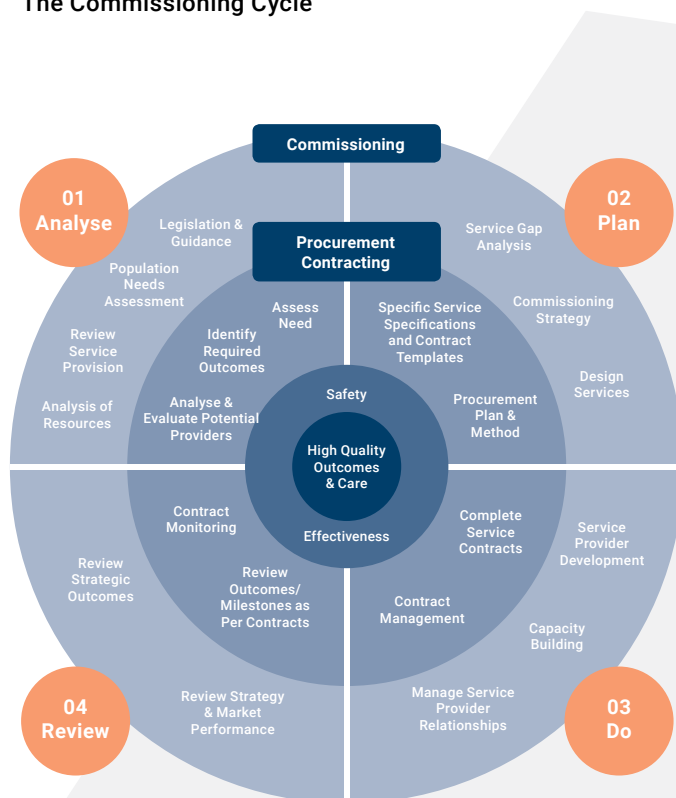 The Commissioning Cycle
Commissioning
01
Analyse
02
Plan
Legislation &
Guidance
Population
Needs
Assessment
Review
Service
Provision
Analysis of
Resources
Procurement
Contracting
Service Gap
Analysis
Commissioning
Strategy
Design
Services
Assess
Need
Identify
Required
Outcomes
Analyse &
Evaluate Potential
Providers
Specific Service
Specifications
and Contract
Templates
Procurement
Plan &
Method
Safety
High Quality
Outcomes
& Care
Effectiveness
Contract
Monitoring
Review
Outcomes/
Milestones as
Per Contracts
Complete
Service
Contracts
Contract
Management
Review
Strategic
Outcomes
Review Strategy
& Market
Performance
Service
Provider
Development
Capacity
Building
Manage Service
Provider
Relationships
04
Review
03
Do